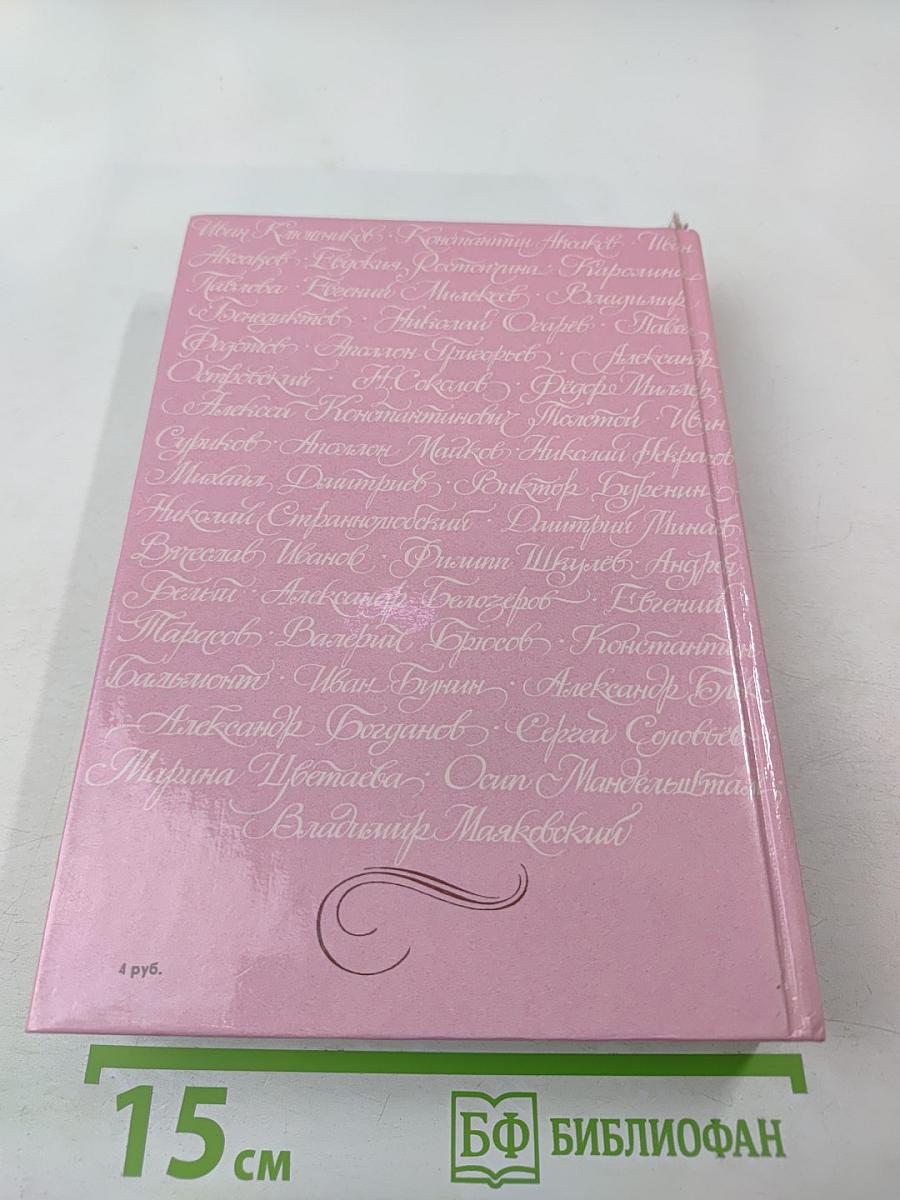 Иван Клюшников · Константин Аксаков · Иван
Аксаков · Евдокия Ростопчина · Каролина
Павлова · Евгений Милькеев · Владимир
Бенедиктов · Николай Огарёв · Павел
Федотов · Аполлон Григорьев · Александр
Островский · Н. Соколов · Фёдор Миллер
Алексей Константинович Толстой · Иван
Суриков · Аполлон Майков · Николай Некрасов
Михаил Дмитриев · Виктор Буренин
Николай Страннолюбский · Дмитрий Минаев
Вячеслав Иванов · Филипп Шкулёв · Андрей
Белый · Александр Белозёров · Евгений
Тарасов · Валерий Брюсов · Константин
Бальмонт · Иван Бунин · Александр Блок
Александр Богданов · Сергей Соловьёв
Марина Цветаева · Осип Мандельштам
Владимир Маяковский
4 руб.
15 см
БФ БИБЛИОФАН